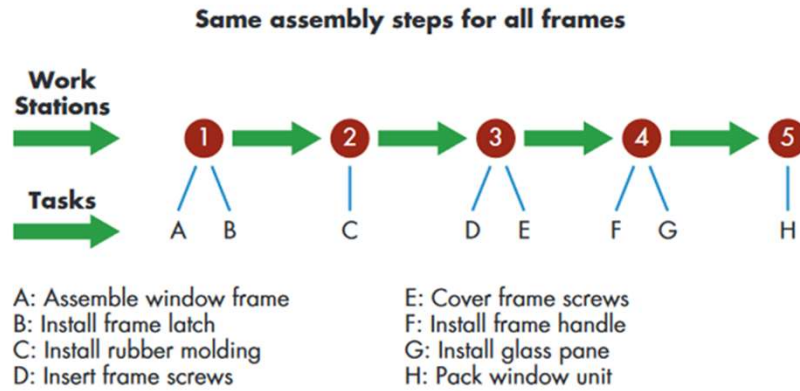 Same assembly steps for all frames
Work
Stations
1 2 3 4 5
Tasks
A B C D E F G H
A: Assemble window frame
B: Install frame latch
C: Install rubber molding
D: Insert frame screws
E: Cover frame screws
F: Install frame handle
G: Install glass pane
H: Pack window unit